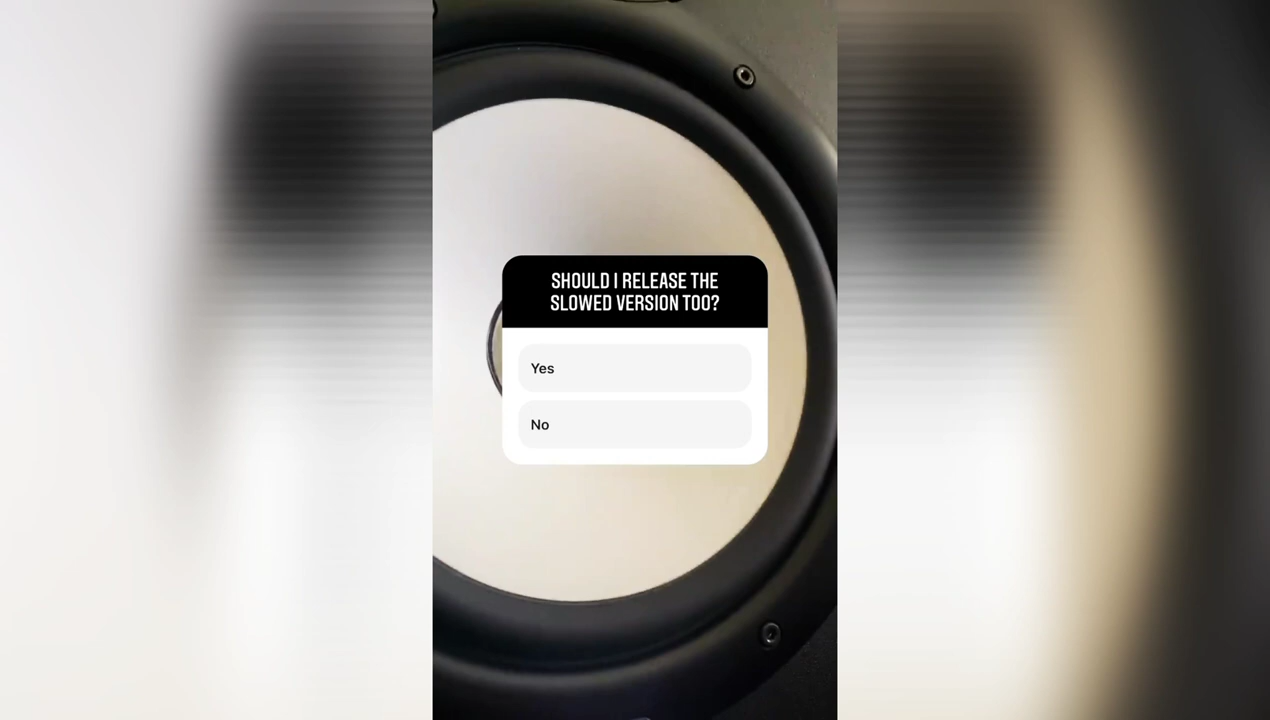 SHOULD I RELEASE THE
SLOWED VERSION TOO?
Yes
No